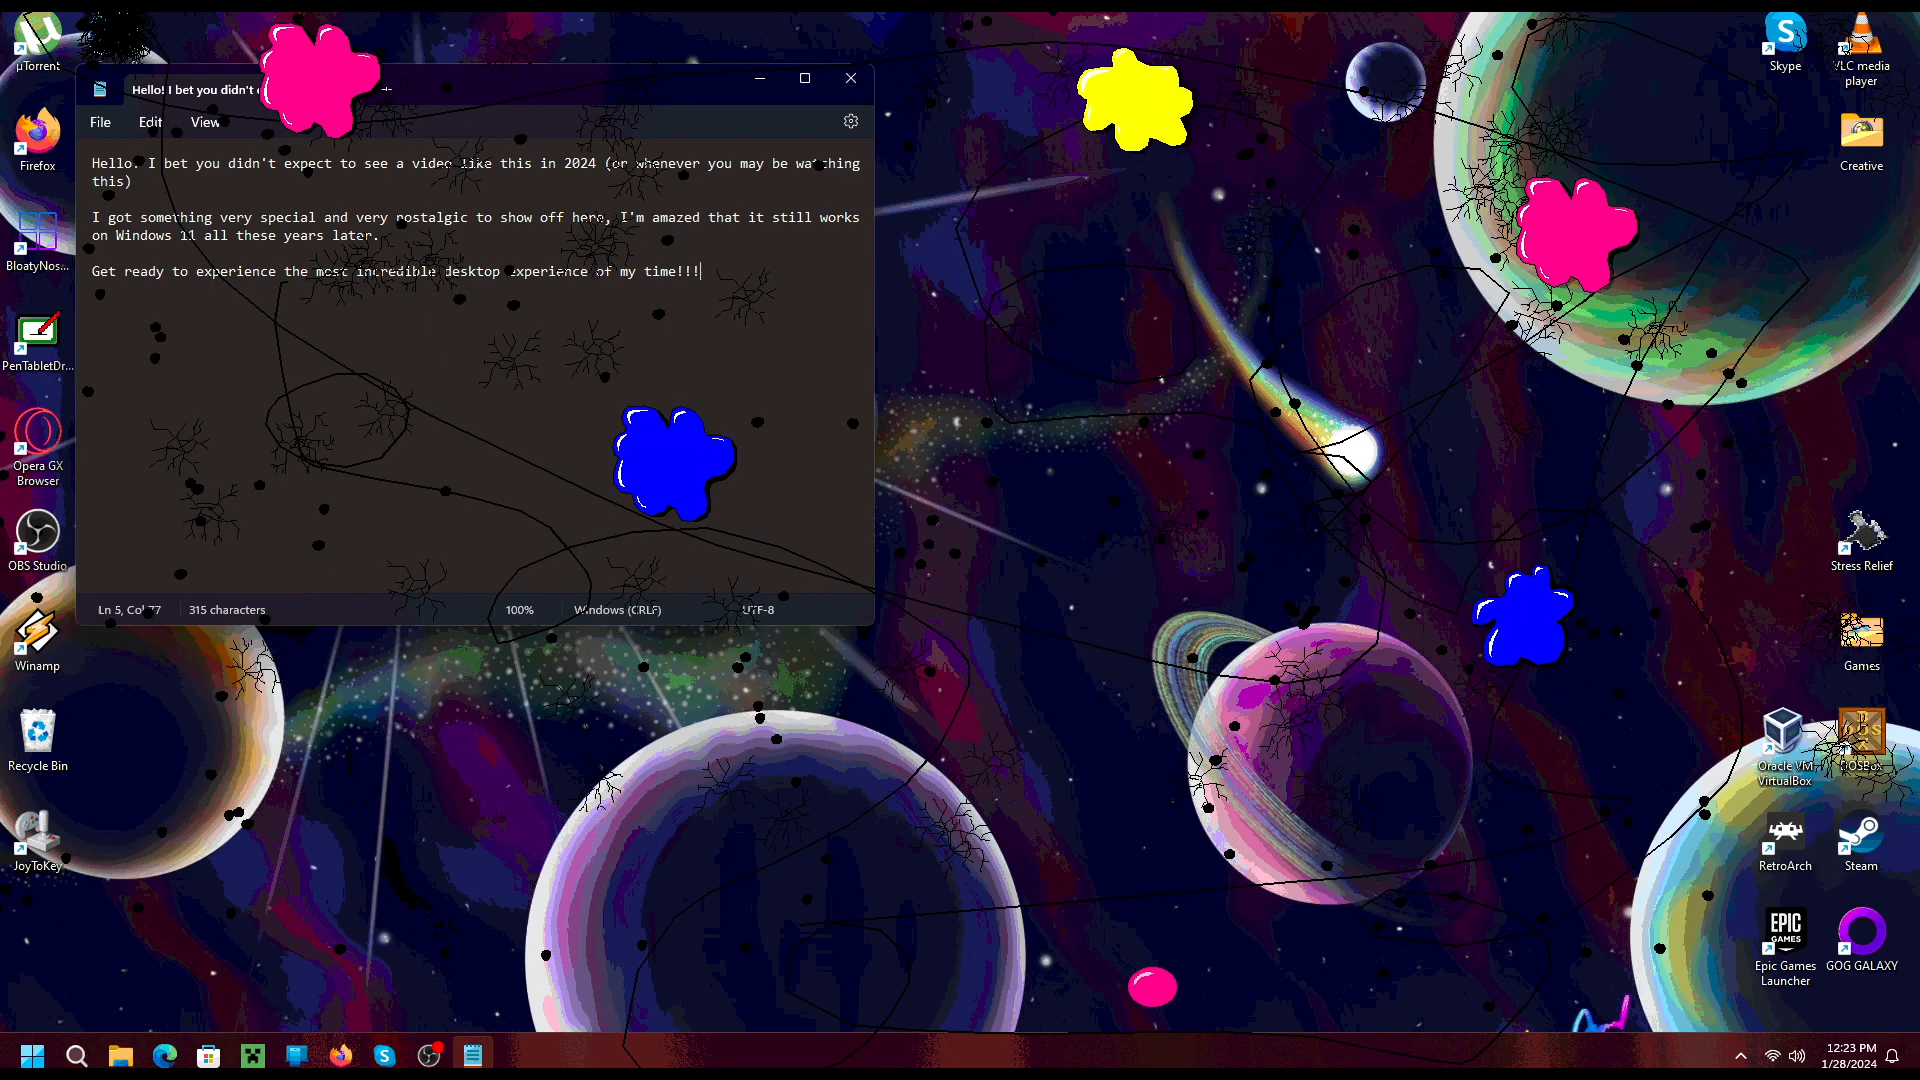 µTorrent
Firefox
BloatyNos...
PenTabletDr...
Opera GX
Browser
OBS Studio
Winamp
Recycle Bin
JoyToKey
Hello! I bet you didn't
File Edit View
Hello. I bet you didn't expect to see a video like this in 2024 (or whenever you may be watching
this)
I got something very special and very nostalgic to show off here, I'm amazed that it still works
on Windows 11 all these years later.
Get ready to experience the most incredible desktop experience of my time!!!
Ln 5, Col 77 315 characters 100% Windows (CRLF) UTF-8
Skype
VLC media
player
Creative
Stress Relief
Games
Oracle VM
VirtualBox
DOSBox
RetroArch
Steam
EPIC
GAMES
Epic Games
Launcher
GOG GALAXY
12:23 PM
1/28/2024